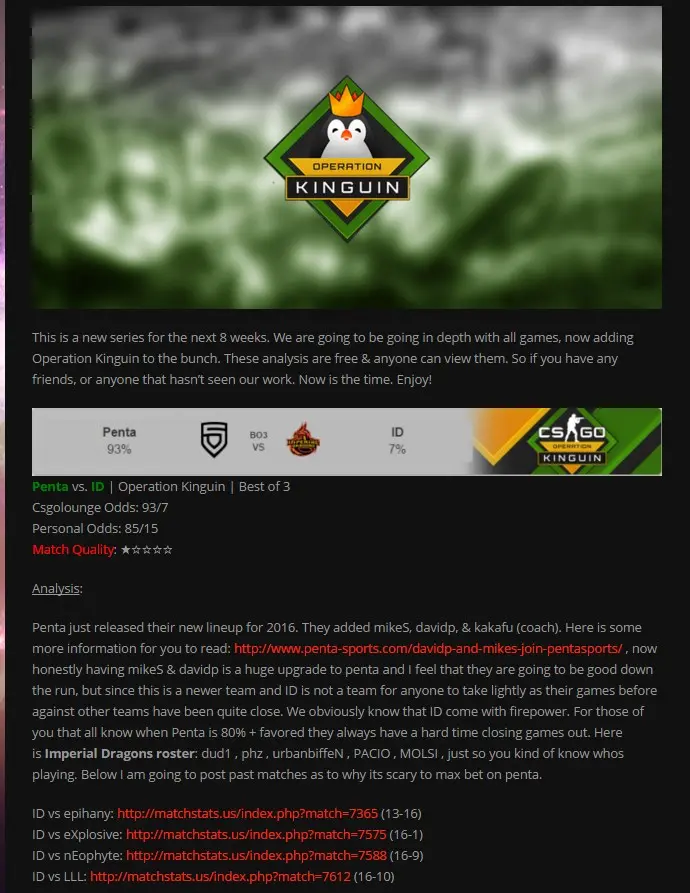 OPERATION
KINGUIN
This is a new series for the next 8 weeks. We are going to be going in depth with all games, now adding
Operation Kinguin to the bunch. These analysis are free & anyone can view them. So if you have any
friends, or anyone that hasn't seen our work. Now is the time. Enjoy!
Penta
93%
BO3
VS
ID
7%
CS GO
OPERATION
KINGUIN
Penta vs. ID | Operation Kinguin | Best of 3
Csgolounge Odds: 93/7
Personal Odds: 85/15
Match Quality: ★☆☆☆☆
Analysis:
Penta just released their new lineup for 2016. They added mikeS, davidp, & kakafu (coach). Here is some
more information for you to read: http://www.penta-sports.com/davidp-and-mikes-join-pentasports/ , now
honestly having mikeS & davidp is a huge upgrade to penta and I feel that they are going to be good down
the run, but since this is a newer team and ID is not a team for anyone to take lightly as their games before
against other teams have been quite close. We obviously know that ID come with firepower. For those of
you that all know when Penta is 80% + favored they always have a hard time closing games out. Here
is Imperial Dragons roster: dud1 , phz , urbanbiffeN , PACIO , MOLSI , just so you kind of know whos
playing. Below I am going to post past matches as to why its scary to max bet on penta.
ID vs epihany: http://matchstats.us/index.php?match=7365 (13-16)
ID vs eXplosive: http://matchstats.us/index.php?match=7575 (16-1)
ID vs nEophyte: http://matchstats.us/index.php?match=7588 (16-9)
ID vs LLL: http://matchstats.us/index.php?match=7612 (16-10)